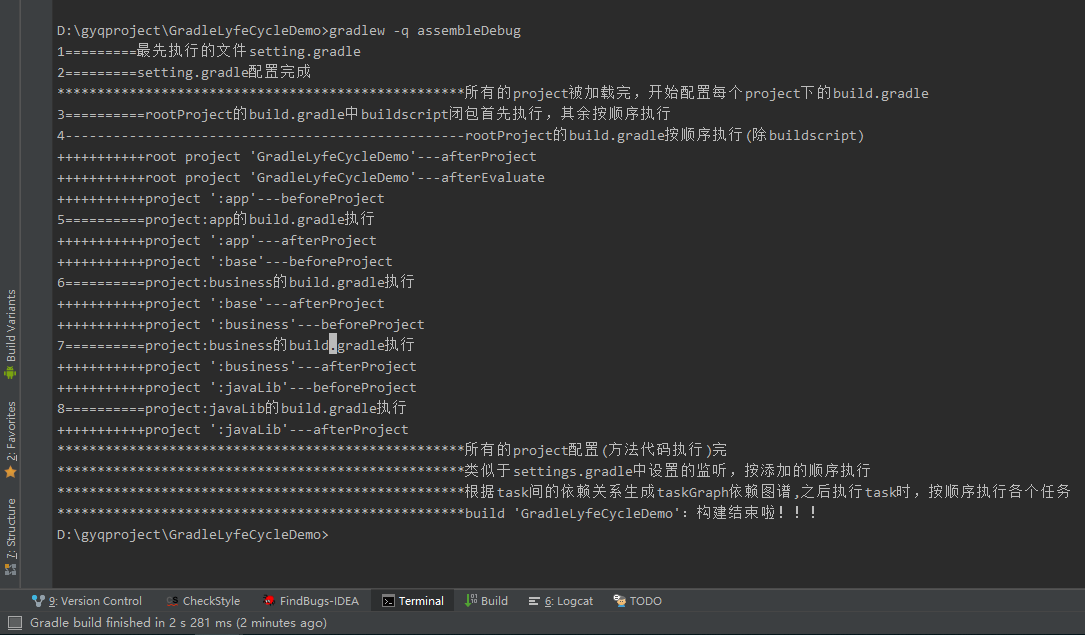 D:\gyqproject\GradleLyfeCycleDemo>gradlew -q assembleDebug
1=========最先执行的文件setting.gradle
2=========setting.gradle配置完成
***************************************************所有的project被加载完，开始配置每个project下的build.gradle
3==========rootProject的build.gradle中buildscript闭包首先执行，其余按顺序执行
4--------------------------------------------------rootProject的build.gradle按顺序执行(除buildscript)
+++++++++++root project 'GradleLyfeCycleDemo'---afterProject
+++++++++++root project 'GradleLyfeCycleDemo'---afterEvaluate
+++++++++++project ':app'---beforeProject
5==========project:app的build.gradle执行
+++++++++++project ':app'---afterProject
+++++++++++project ':base'---beforeProject
6==========project:business的build.gradle执行
+++++++++++project ':base'---afterProject
+++++++++++project ':business'---beforeProject
7==========project:business的build.gradle执行
+++++++++++project ':business'---afterProject
+++++++++++project ':javaLib'---beforeProject
8==========project:javaLib的build.gradle执行
+++++++++++project ':javaLib'---afterProject
***************************************************所有的project配置(方法代码执行)完
***************************************************类似于settings.gradle中设置的监听，按添加的顺序执行
***************************************************根据task间的依赖关系生成taskGraph依赖图谱,之后执行task时，按顺序执行各个任务
***************************************************build 'GradleLyfeCycleDemo'：构建结束啦！！！
D:\gyqproject\GradleLyfeCycleDemo>
Build Variants
2: Favorites
7: Structure
9: Version Control
CS CheckStyle
FindBugs-IDEA
Terminal
Build
6: Logcat
TODO
Gradle build finished in 2 s 281 ms (2 minutes ago)